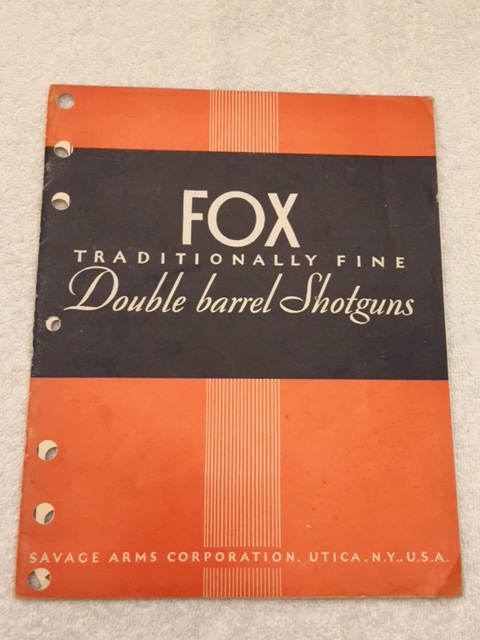 FOX
TRADITIONALLY FINE
Double barrel Shotguns
SAVAGE ARMS CORPORATION, UTICA, N.Y., U.S.A.